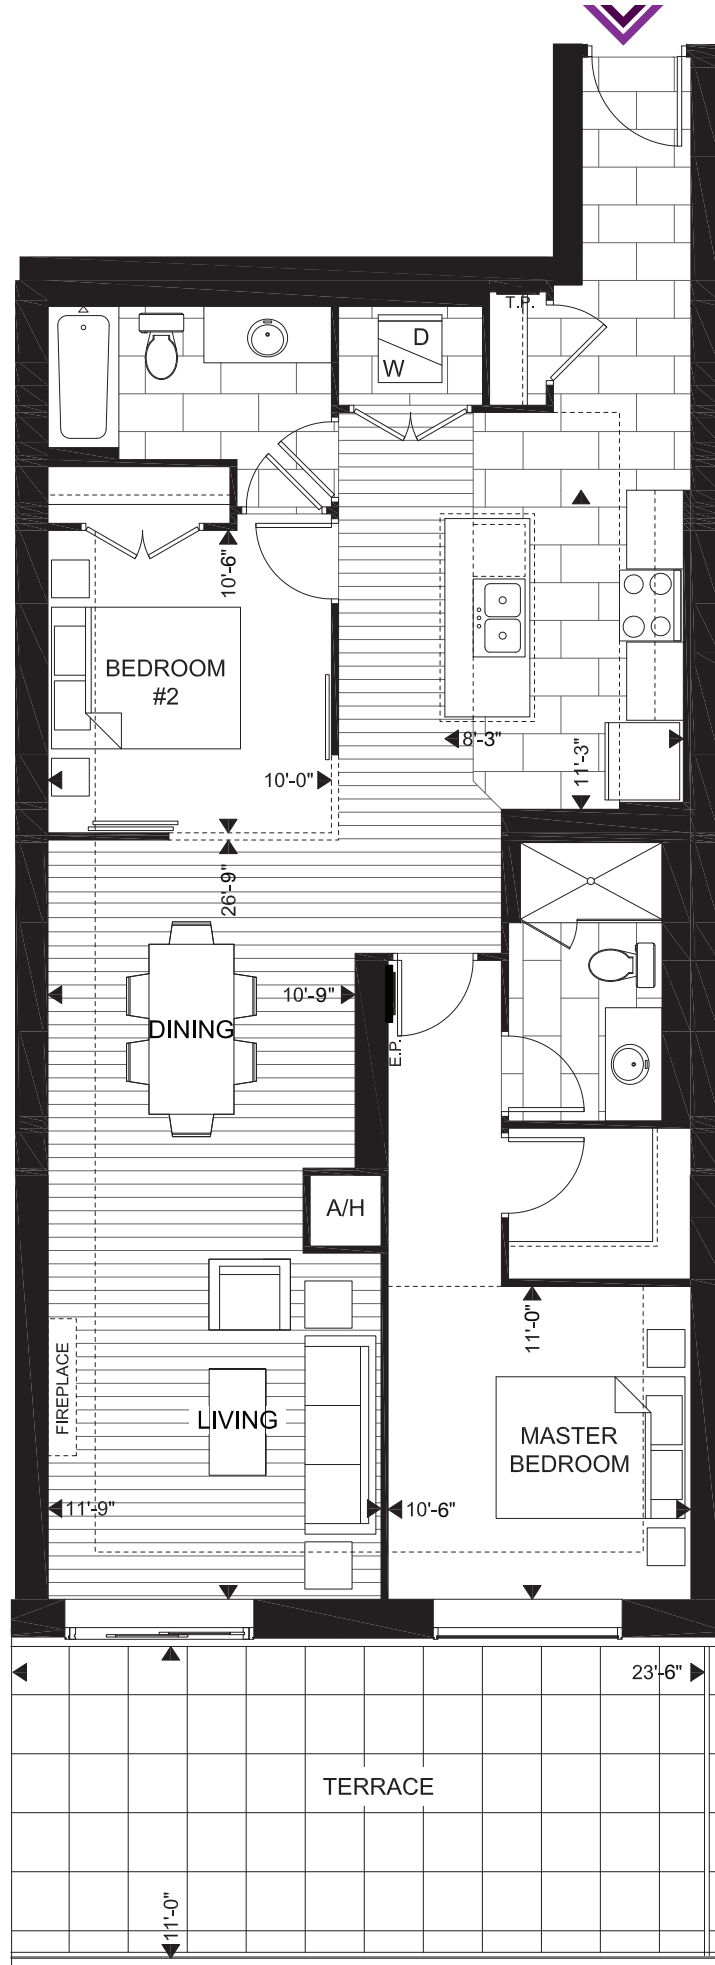 T.P.
D
W
10'-6"
BEDROOM
#2
8'-3"
11'-3"
10'-0"
26'-9"
10'-9"
DINING
E.P.
A/H
11'-0"
FIREPLACE
LIVING
MASTER
BEDROOM
11'-9"
10'-6"
23'-6"
TERRACE
11'-0"